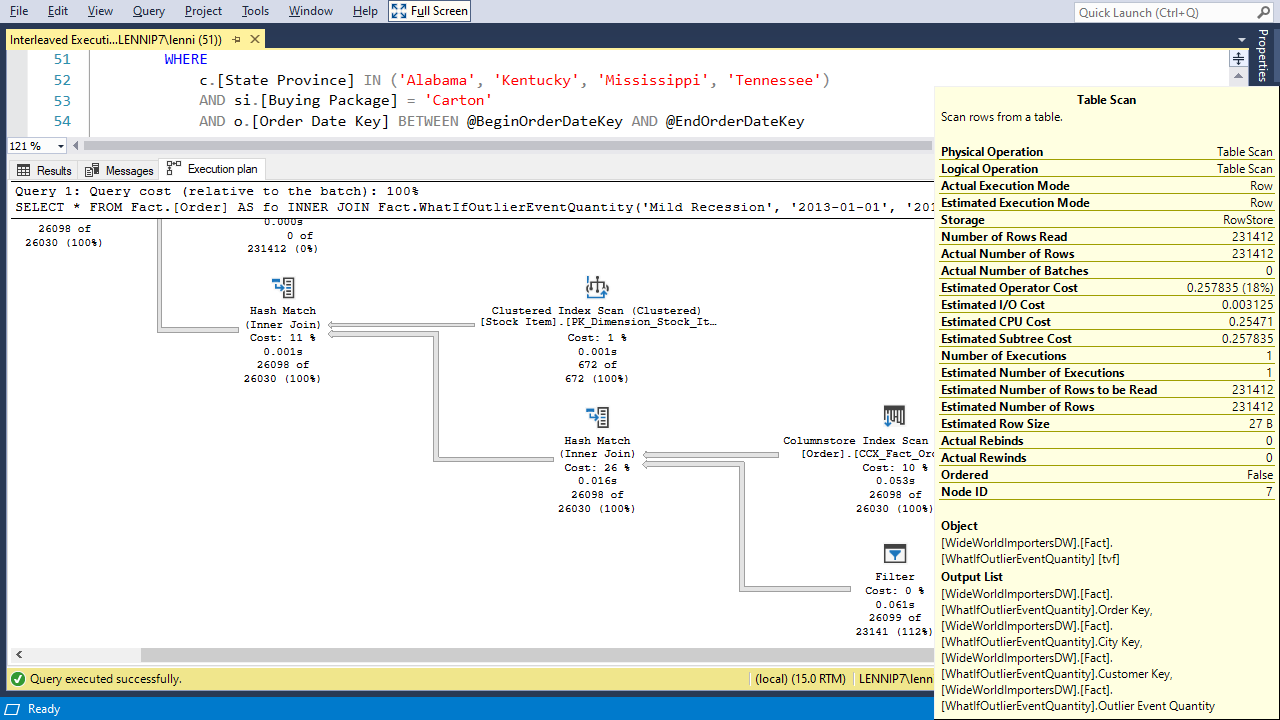 File Edit View Query Project Tools Window Help Full Screen
Quick Launch (Ctrl+Q)
Interleaved Executi...LENNIP7\lenni (51))
Properties
51 WHERE
52 c.[State Province] IN ('Alabama', 'Kentucky', 'Mississippi', 'Tennessee')
53 AND si.[Buying Package] = 'Carton'
54 AND o.[Order Date Key] BETWEEN @BeginOrderDateKey AND @EndOrderDateKey
121 %
Results Messages Execution plan
Query 1: Query cost (relative to the batch): 100%
SELECT * FROM Fact.[Order] AS fo INNER JOIN Fact.WhatIfOutlierEventQuantity('Mild Recession', '2013-01-01', '201
26098 of
26030 (100%)
0.000s
0 of
231412 (0%)
Hash Match
(Inner Join)
Cost: 11 %
0.001s
26098 of
26030 (100%)
Clustered Index Scan (Clustered)
[Stock Item].[PK_Dimension_Stock_It...
Cost: 1 %
0.001s
672 of
672 (100%)
Hash Match
(Inner Join)
Cost: 26 %
0.016s
26098 of
26030 (100%)
Columnstore Index Scan
[Order].[CCX_Fact_Ord
Cost: 10 %
0.053s
26098 of
26030 (100%)
Filter
Cost: 0 %
0.061s
26099 of
23141 (112%)
Query executed successfully.
(local) (15.0 RTM)
LENNIP7\lenn
Ready
Table Scan
Scan rows from a table.
Physical Operation Table Scan
Logical Operation Table Scan
Actual Execution Mode Row
Estimated Execution Mode Row
Storage RowStore
Number of Rows Read 231412
Actual Number of Rows 231412
Actual Number of Batches 0
Estimated Operator Cost 0.257835 (18%)
Estimated I/O Cost 0.003125
Estimated CPU Cost 0.25471
Estimated Subtree Cost 0.257835
Number of Executions 1
Estimated Number of Executions 1
Estimated Number of Rows to be Read 231412
Estimated Number of Rows 231412
Estimated Row Size 27 B
Actual Rebinds 0
Actual Rewinds 0
Ordered False
Node ID 7
Object
[WideWorldImportersDW].[Fact].
[WhatIfOutlierEventQuantity] [tvf]
Output List
[WideWorldImportersDW].[Fact].
[WhatIfOutlierEventQuantity].Order Key,
[WideWorldImportersDW].[Fact].
[WhatIfOutlierEventQuantity].City Key,
[WideWorldImportersDW].[Fact].
[WhatIfOutlierEventQuantity].Customer Key,
[WideWorldImportersDW].[Fact].
[WhatIfOutlierEventQuantity].Outlier Event Quantity